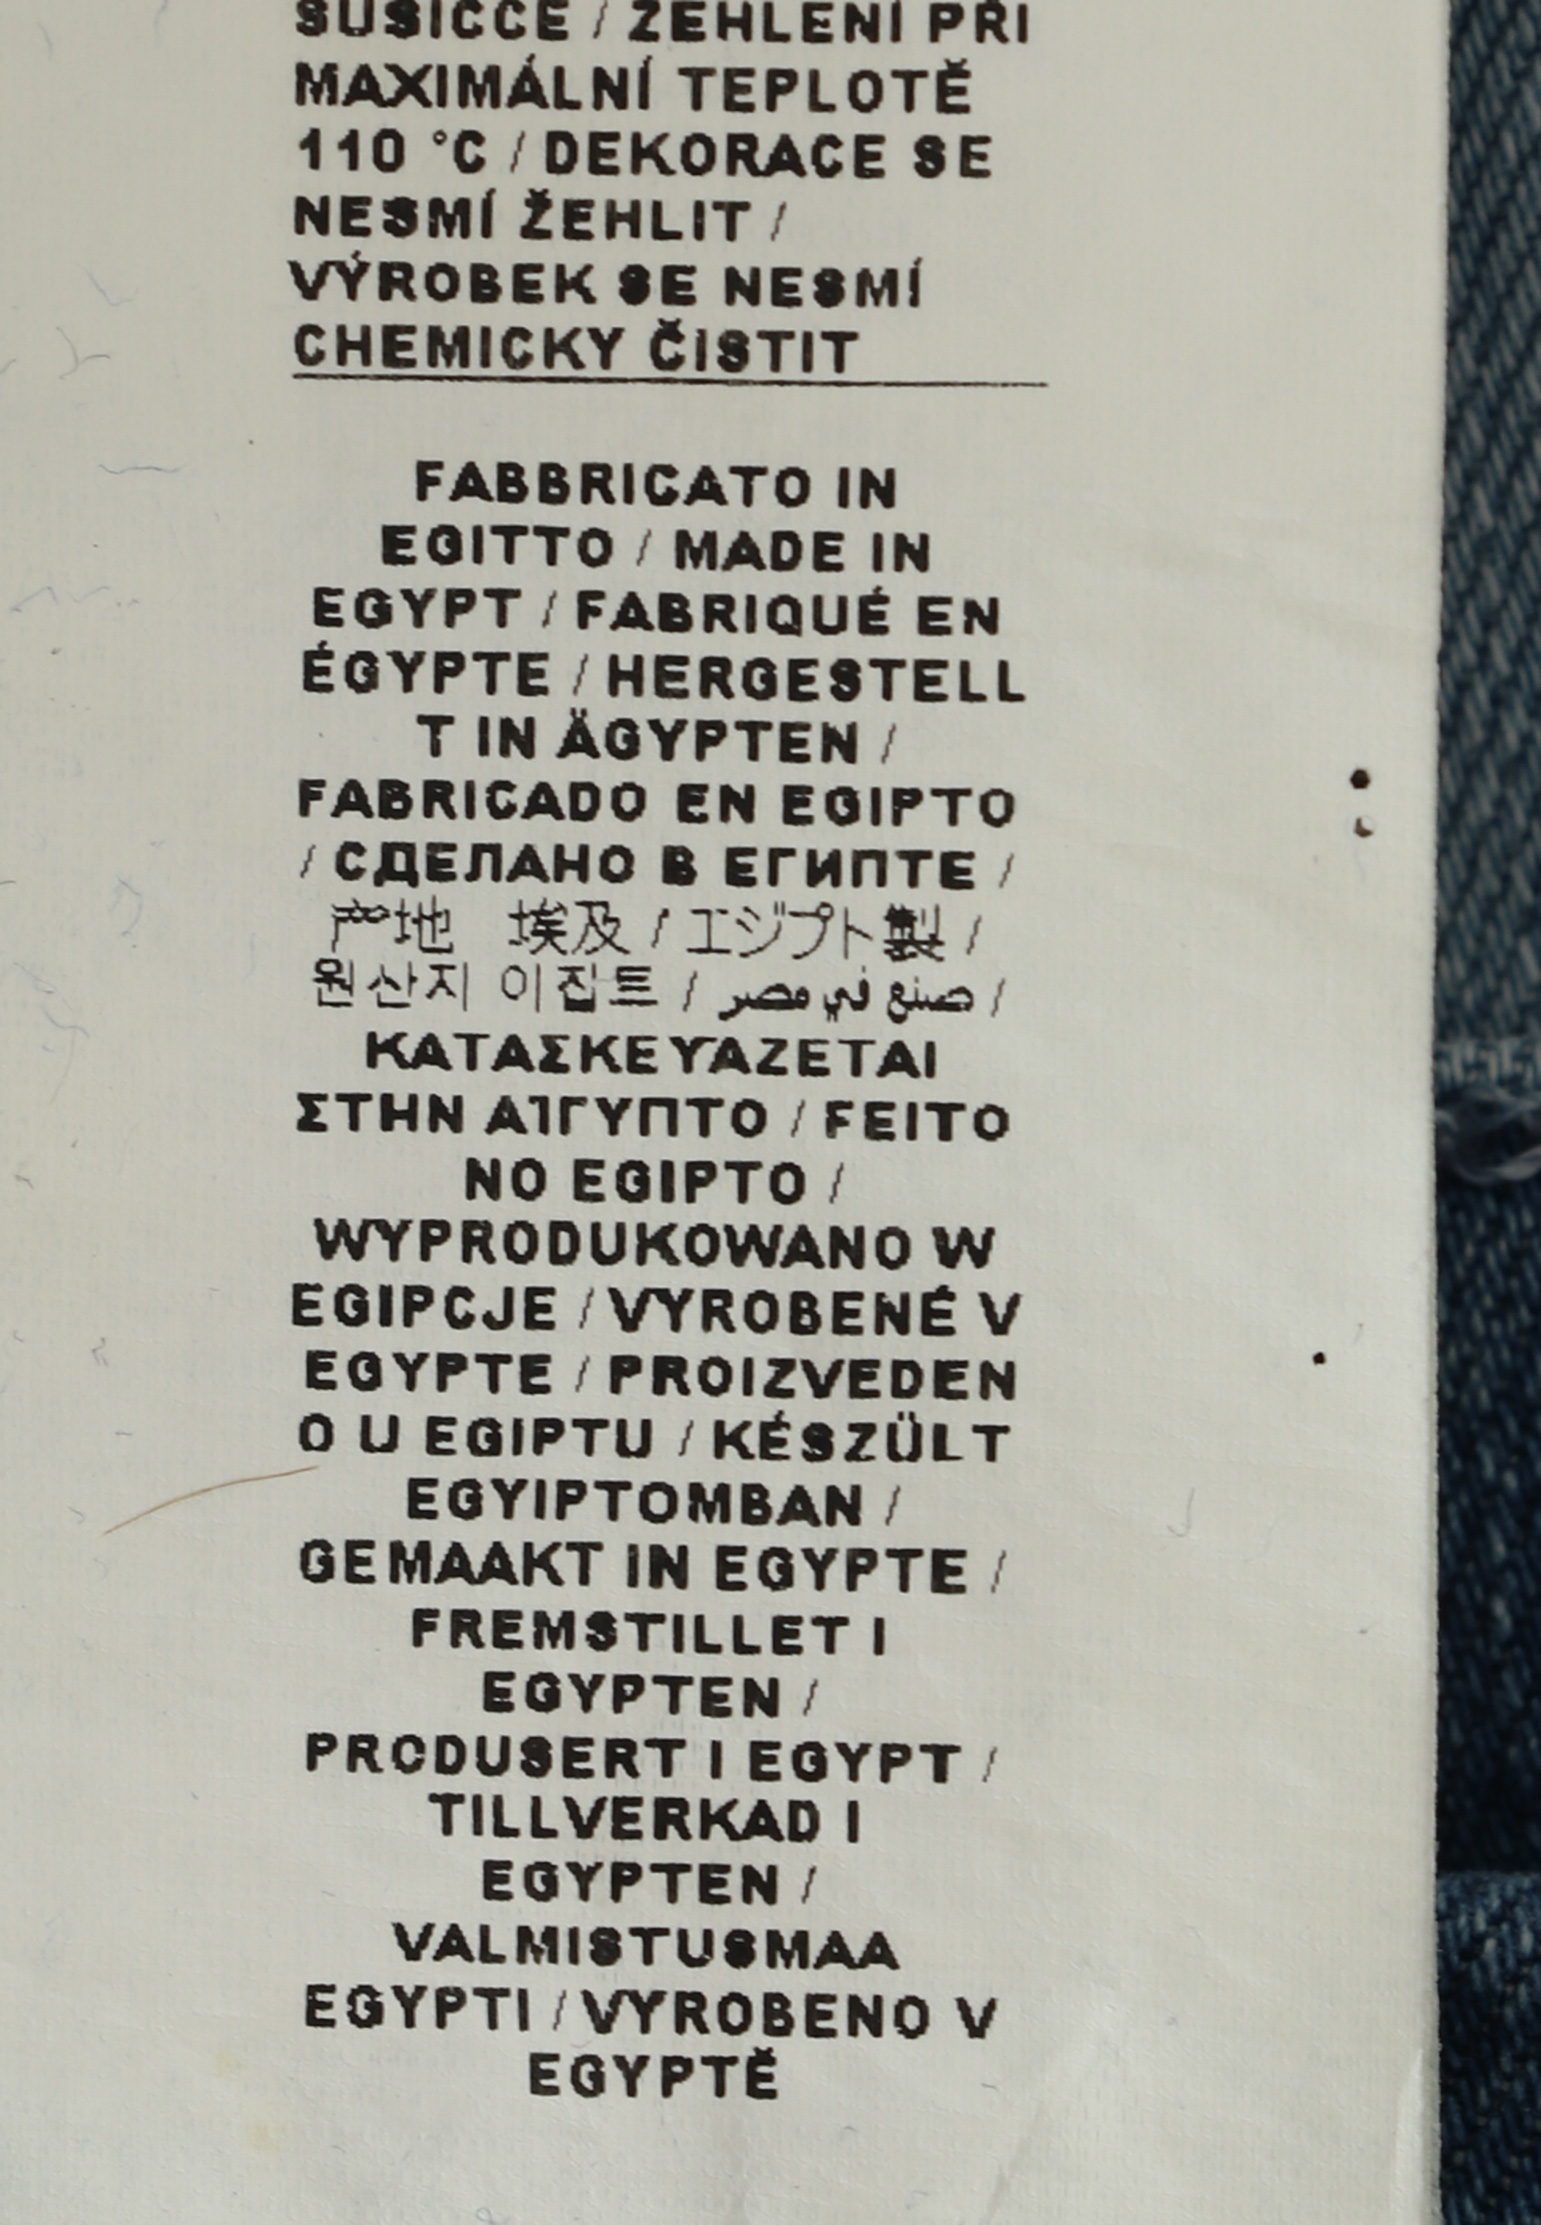 SUŠIČCE / ŽEHLENÍ PŘI
MAXIMÁLNÍ TEPLOTĚ
110 °C / DEKORACE SE
NESMÍ ŽEHLIT /
VÝROBEK SE NESMÍ
CHEMICKY ČISTIT
FABBRICATO IN
EGITTO / MADE IN
EGYPT / FABRIQUÉ EN
ÉGYPTE / HERGESTELL
T IN ÄGYPTEN /
FABRICADO EN EGIPTO
/ СДЕЛАНО В ЕГИПТЕ /
产地 埃及 / エジプト製 /
원산지 이집트 / صنع في مصر /
ΚΑΤΑΣΚΕΥΑΖΕΤΑΙ
ΣΤΗΝ ΑΊΓΥΠΤΟ / FEITO
NO EGIPTO /
WYPRODUKOWANO W
EGIPCJE / VYROBENÉ V
EGYPTE / PROIZVEDEN
O U EGIPTU / KÉSZÜLT
EGYIPTOMBAN /
GEMAAKT IN EGYPTE /
FREMSTILLET I
EGYPTEN /
PRODUSERT I EGYPT /
TILLVERKAD I
EGYPTEN /
VALMISTUSMAA
EGYPTI / VYROBENO V
EGYPTĚ